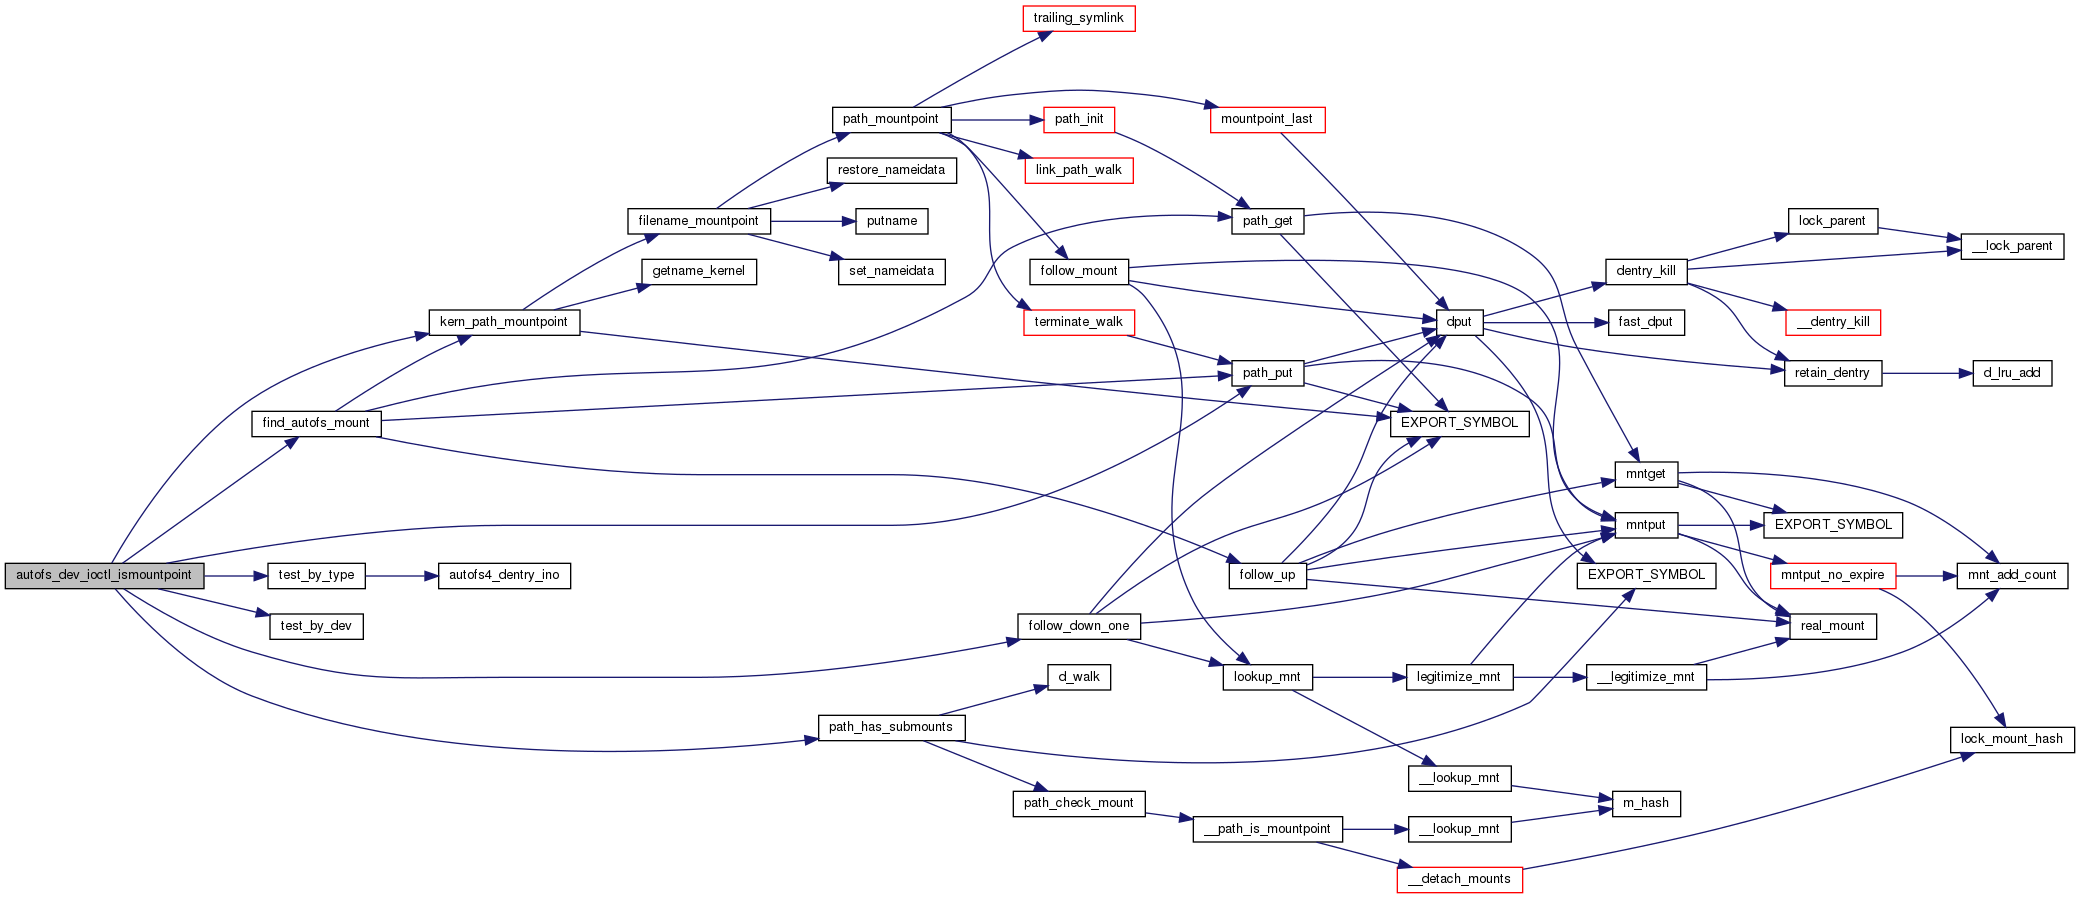 trailing_symlink
path_mountpoint
path_init
mountpoint_last
restore_nameidata
link_path_walk
filename_mountpoint
putname
path_get
lock_parent
getname_kernel
set_nameidata
follow_mount
dentry_kill
__lock_parent
kern_path_mountpoint
terminate_walk
dput
fast_dput
__dentry_kill
path_put
retain_dentry
d_lru_add
find_autofs_mount
EXPORT_SYMBOL
mntget
mntput
EXPORT_SYMBOL
autofs_dev_ioctl_ismountpoint
test_by_type
autofs4_dentry_ino
follow_up
EXPORT_SYMBOL
mntput_no_expire
mnt_add_count
test_by_dev
follow_down_one
real_mount
d_walk
lookup_mnt
legitimize_mnt
__legitimize_mnt
path_has_submounts
lock_mount_hash
__lookup_mnt
path_check_mount
m_hash
__path_is_mountpoint
__lookup_mnt
__detach_mounts